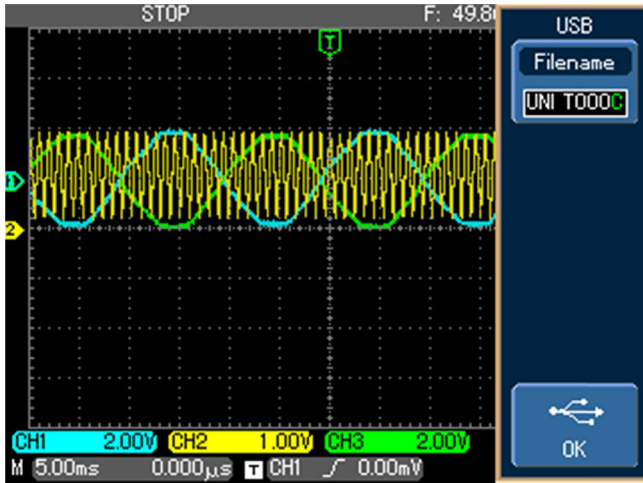 STOP F: 49.8
T
USB
Filename
UNI T000C
2
CH1 2.00V CH2 1.00V CH3 2.00V
M 5.00ms 0.000µs T CH1 0.00mV
OK